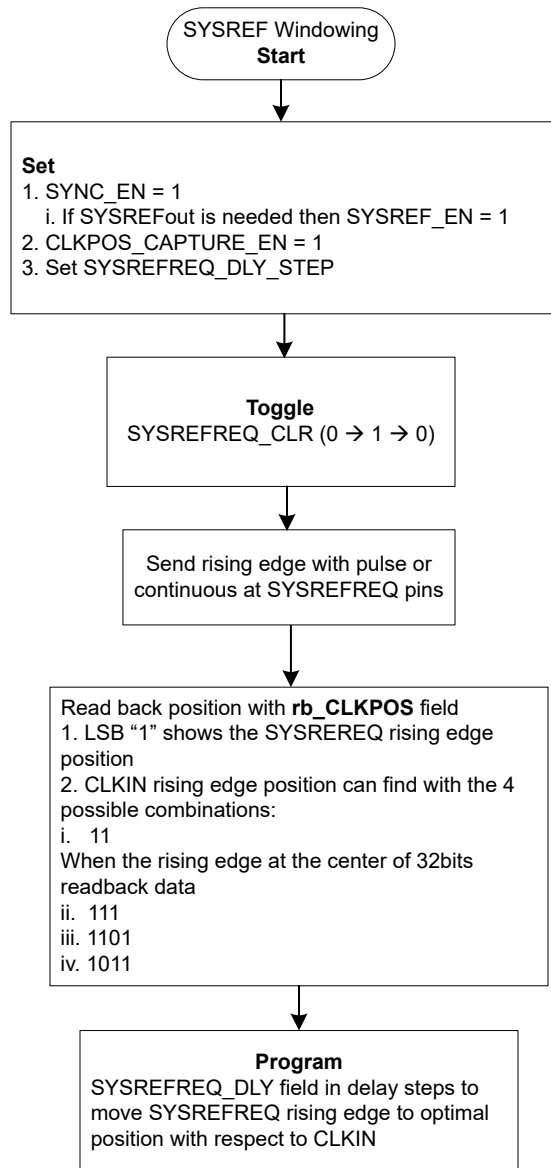 SYSREF Windowing
Start
Set
1. SYNC_EN = 1
i. If SYSREFout is needed then SYSREF_EN = 1
2. CLKPOS_CAPTURE_EN = 1
3. Set SYSREFREQ_DLY_STEP
Toggle
SYSREFREQ_CLR (0 → 1 → 0)
Send rising edge with pulse or
continuous at SYSREFREQ pins
Read back position with rb_CLKPOS field
1. LSB “1” shows the SYSREREQ rising edge
position
2. CLKIN rising edge position can find with the 4
possible combinations:
i. 11
When the rising edge at the center of 32bits
readback data
ii. 111
iii. 1101
iv. 1011
Program
SYSREFREQ_DLY field in delay steps to
move SYSREFREQ rising edge to optimal
position with respect to CLKIN